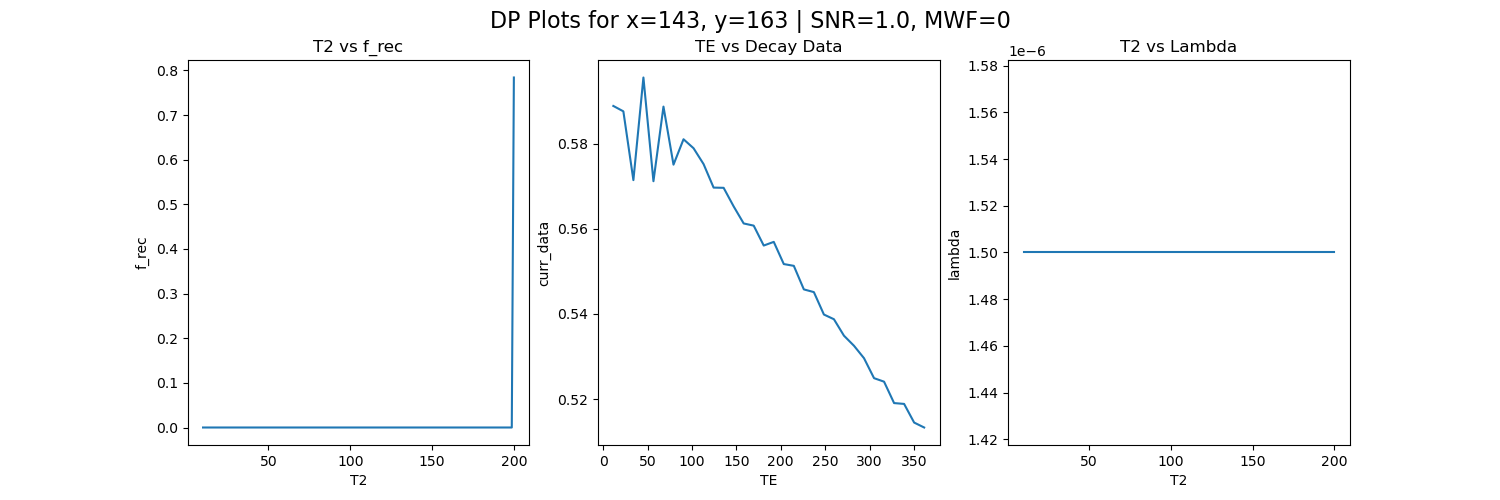 DP Plots for x=143, y=163 | SNR=1.0, MWF=0
T2 vs f_rec
0.8
0.7
0.6
0.5
0.4
0.3
0.2
0.1
0.0
f_rec
50 100 150 200
T2
TE vs Decay Data
0.58
0.56
0.54
0.52
curr_data
0 50 100 150 200 250 300 350
TE
T2 vs Lambda
1e−6
1.58
1.56
1.54
1.52
1.50
1.48
1.46
1.44
1.42
lambda
50 100 150 200
T2